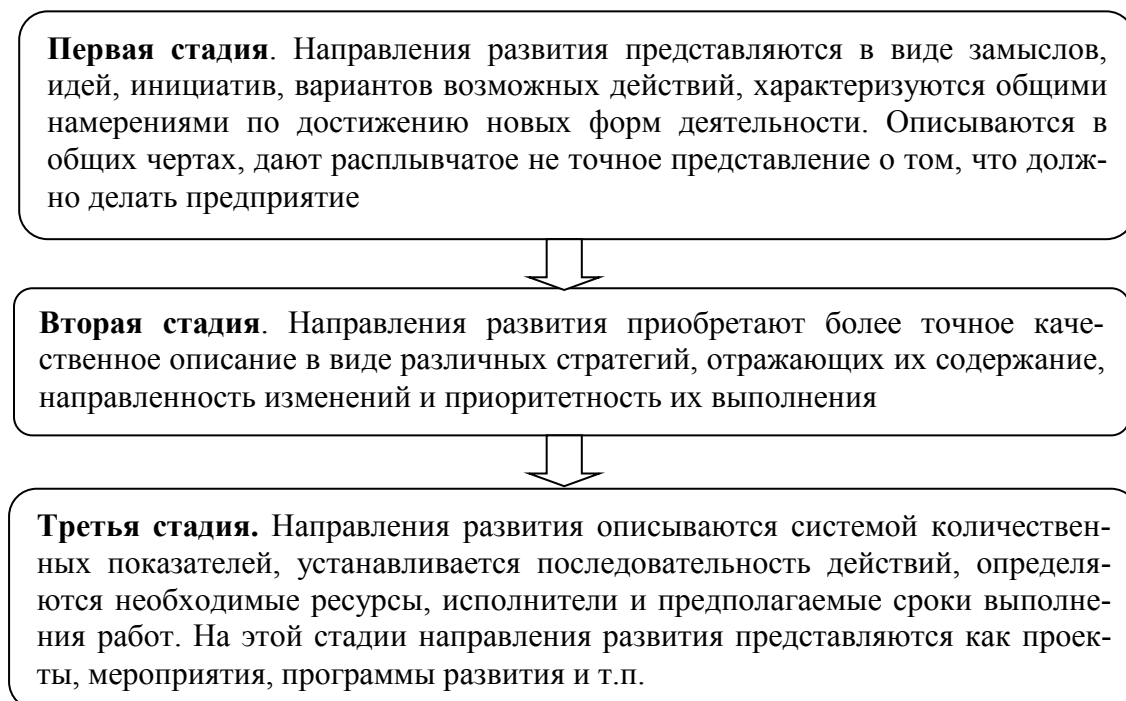 Первая стадия. Направления развития представляются в виде замыслов,
идей, инициатив, вариантов возможных действий, характеризуются общими
намерениями по достижению новых форм деятельности. Описываются в
общих чертах, дают расплывчатое не точное представление о том, что долж-
но делать предприятие
Вторая стадия. Направления развития приобретают более точное каче-
ственное описание в виде различных стратегий, отражающих их содержание,
направленность изменений и приоритетность их выполнения
Третья стадия. Направления развития описываются системой количествен-
ных показателей, устанавливается последовательность действий, определя-
ются необходимые ресурсы, исполнители и предполагаемые сроки выполне-
ния работ. На этой стадии направления развития представляются как проек-
ты, мероприятия, программы развития и т.п.